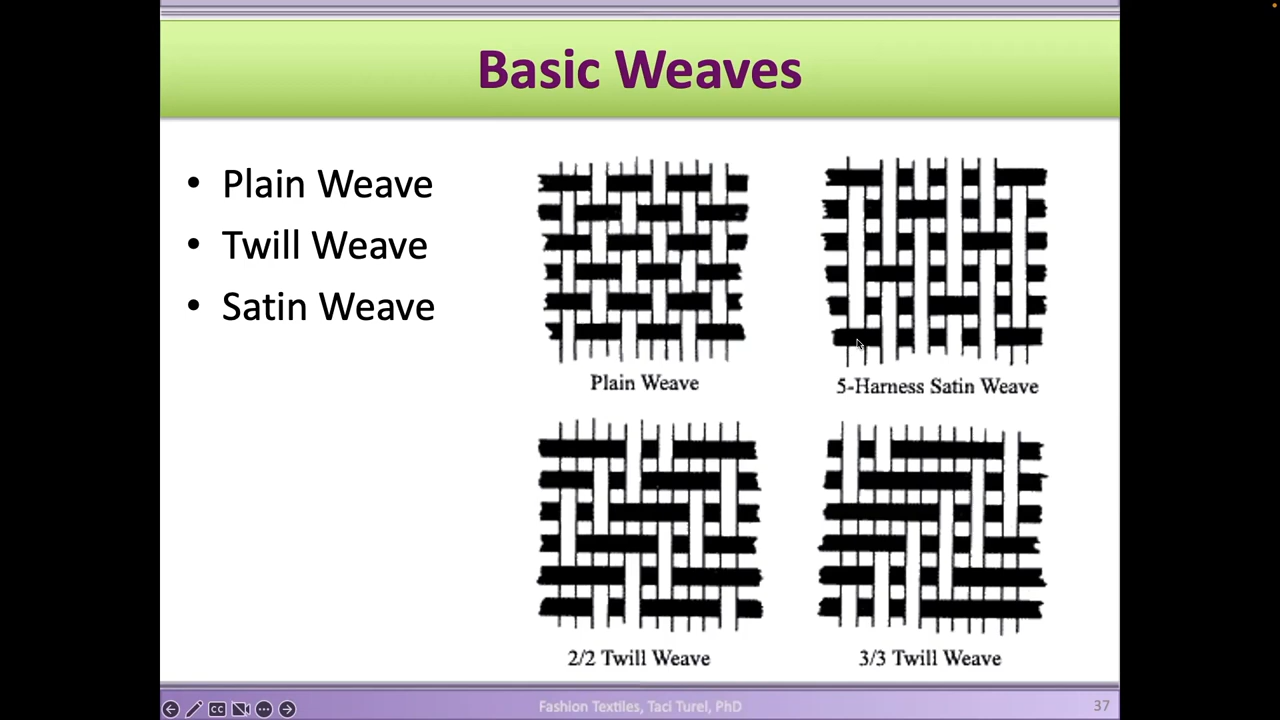 Basic Weaves
• Plain Weave
• Twill Weave
• Satin Weave
Plain Weave
5-Harness Satin Weave
2/2 Twill Weave
3/3 Twill Weave
CC
Fashion Textiles, Taci Turel, PhD
37